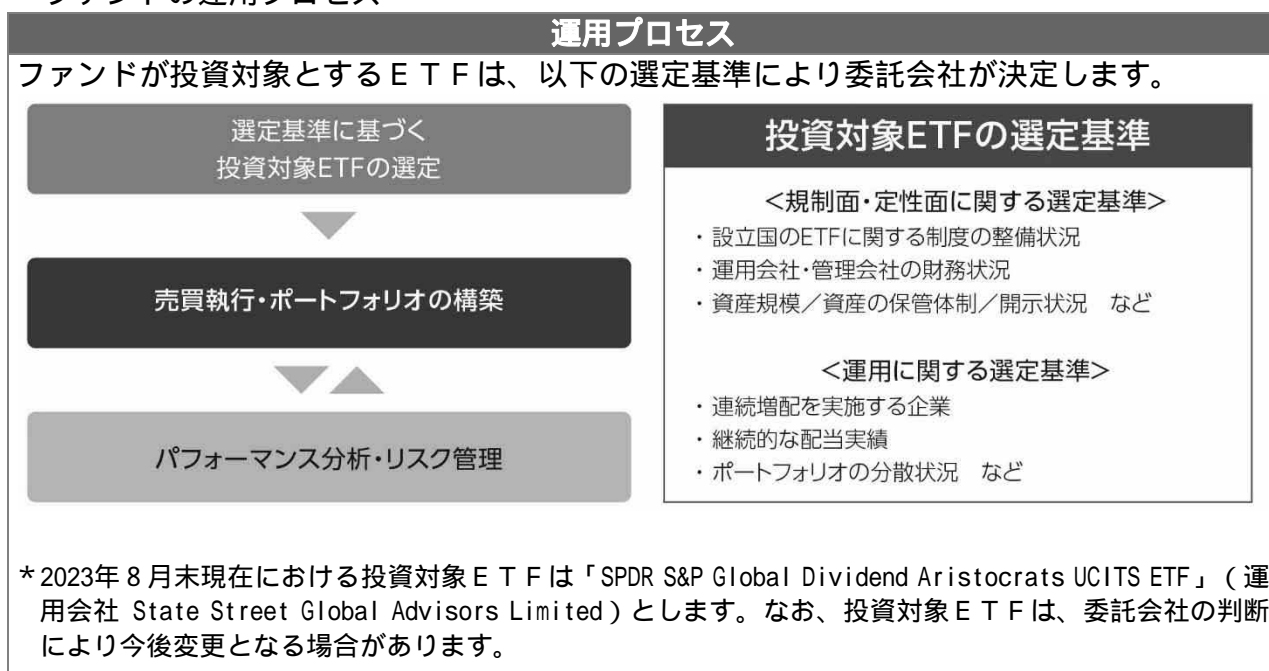 運用プロセス
ファンドが投資対象とするＥＴＦは、以下の選定基準により委託会社が決定します。
選定基準に基づく
投資対象ETFの選定
売買執行・ポートフォリオの構築
パフォーマンス分析・リスク管理
投資対象ETFの選定基準
＜規制面・定性面に関する選定基準＞
・設立国のETFに関する制度の整備状況
・運用会社・管理会社の財務状況
・資産規模／資産の保管体制／開示状況　など
＜運用に関する選定基準＞
・連続増配を実施する企業
・継続的な配当実績
・ポートフォリオの分散状況　など
＊2023年８月末現在における投資対象ＥＴＦは「SPDR S&P Global Dividend Aristocrats UCITS ETF」（運
用会社 State Street Global Advisors Limited）とします。なお、投資対象ＥＴＦは、委託会社の判断
により今後変更となる場合があります。